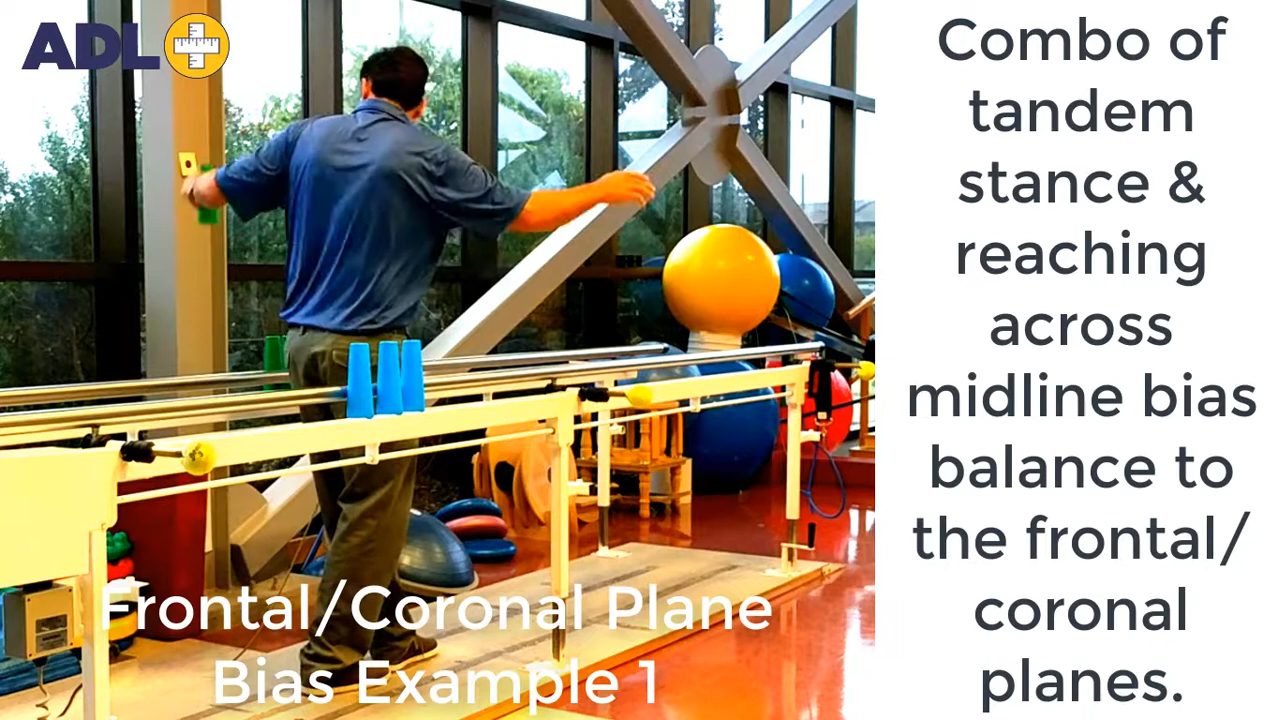 ADL
Combo of
tandem
stance &
reaching
across
midline bias
balance to
the frontal/
coronal
planes.
Frontal/Coronal Plane
Bias Example 1